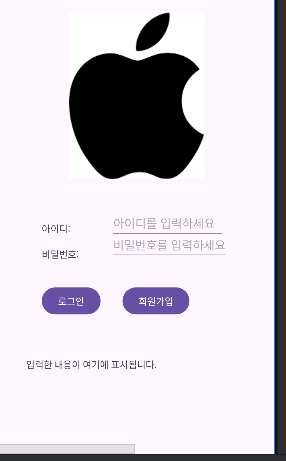 아이디: 아이디를 입력하세요
비밀번호: 비밀번호를 입력하세요
로그인 회원가입
입력한 내용이 여기에 표시됩니다.